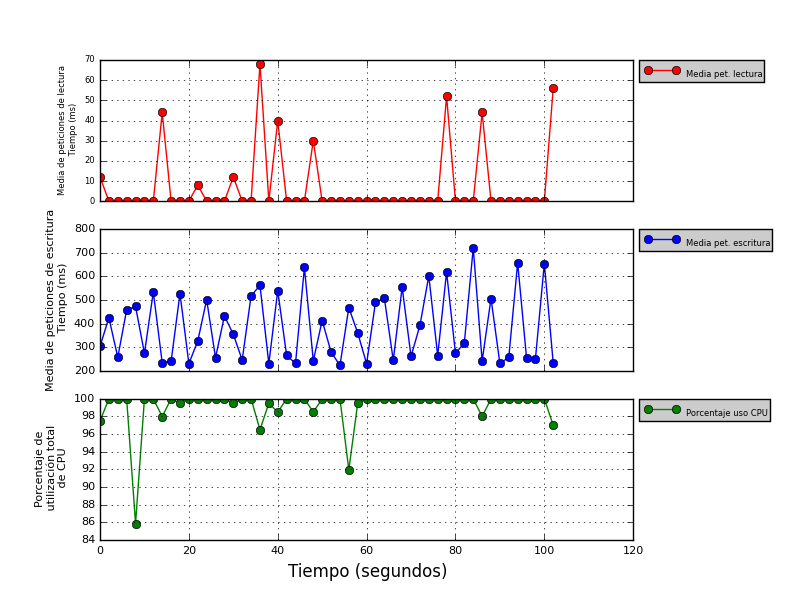 70
60
50
40
30
20
10
0
Media de peticiones de lectura
Tiempo (ms)
Media pet. lectura
800
700
600
500
400
300
200
Media de peticiones de escritura
Tiempo (ms)
Media pet. escritura
100
98
96
94
92
90
88
86
84
Porcentaje de
utilización total
de CPU
Porcentaje uso CPU
0 20 40 60 80 100 120
Tiempo (segundos)